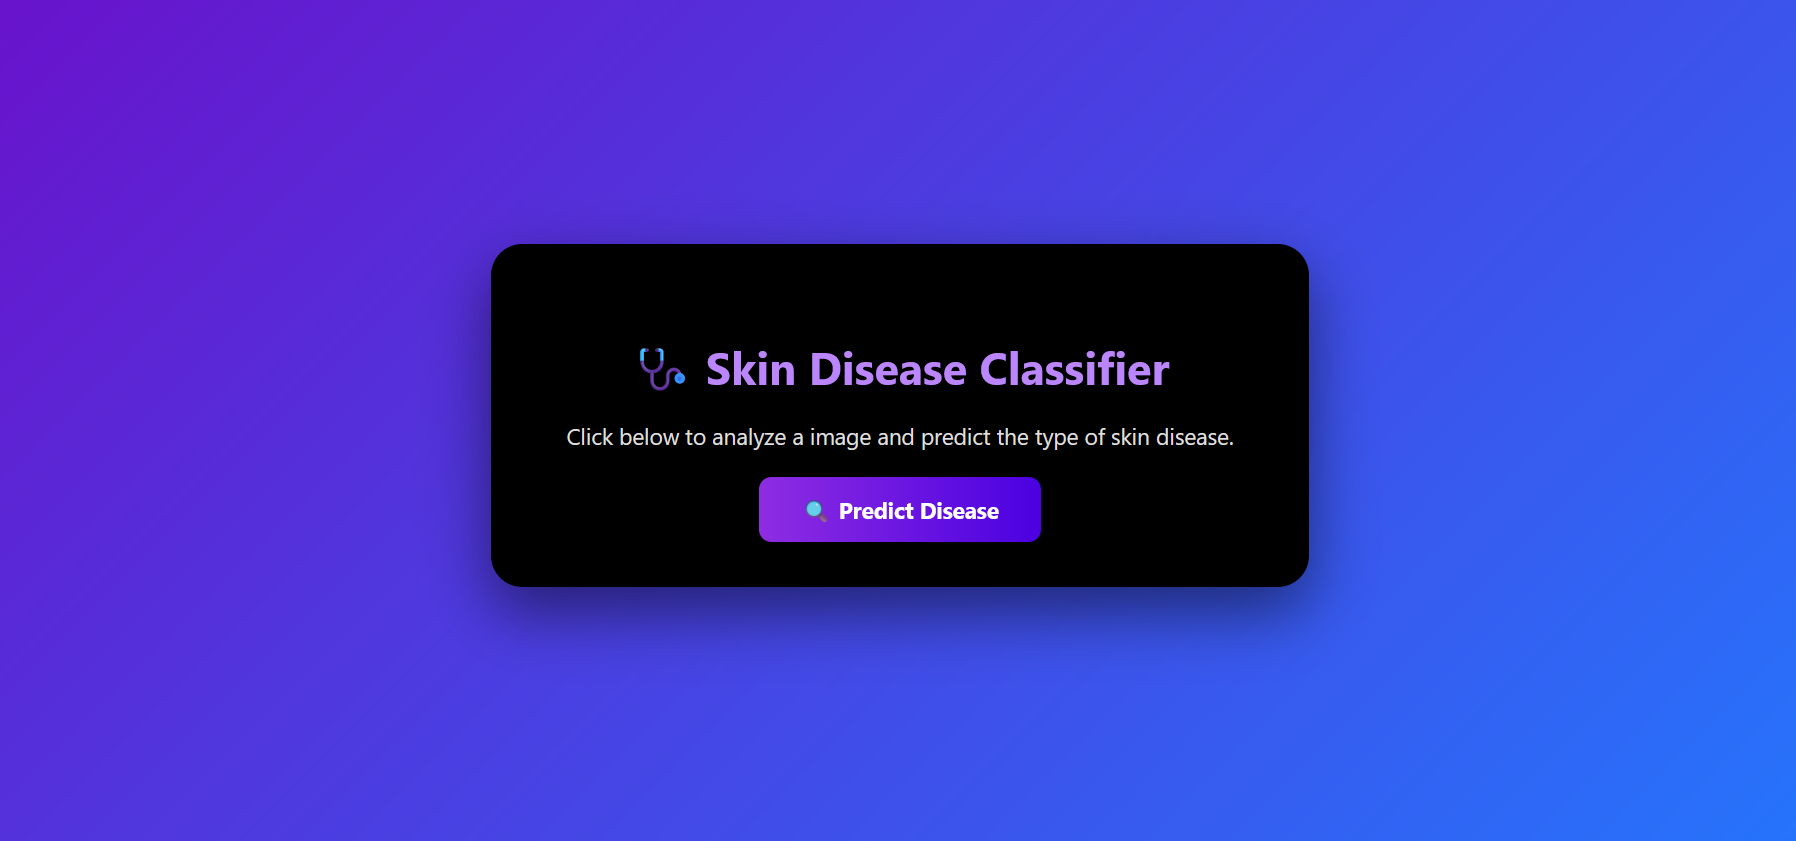 🩺 Skin Disease Classifier
Click below to analyze a image and predict the type of skin disease.
🔍 Predict Disease